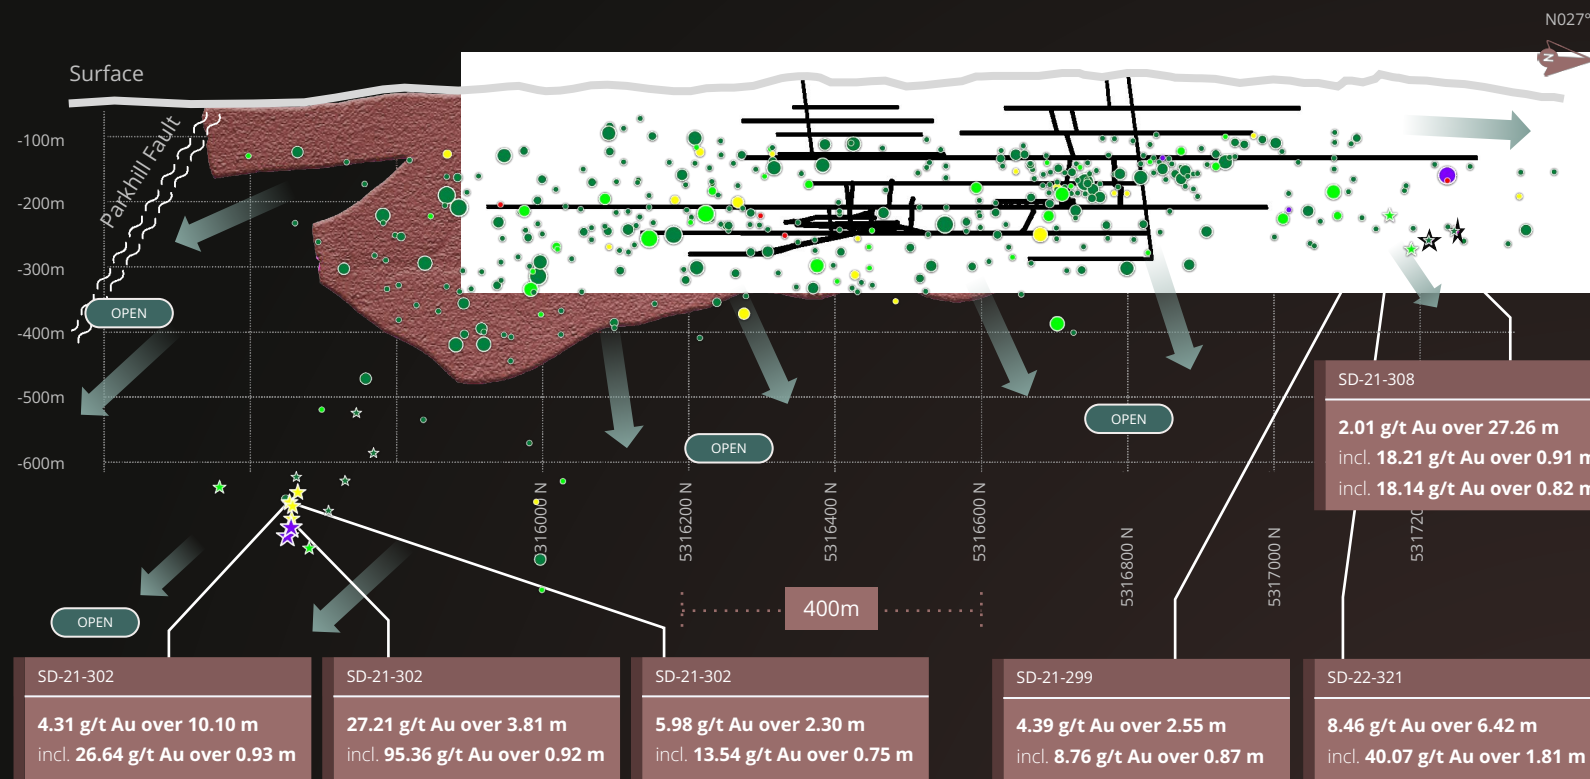 N027°
N
Surface
Parkhill Fault
-100m
-200m
-300m
-400m
-500m
-600m
OPEN
OPEN
OPEN
OPEN
5316000 N
5316200 N
5316400 N
5316600 N
5316800 N
5317000 N
531720
400m
SD-21-308
2.01 g/t Au over 27.26 m
incl. 18.21 g/t Au over 0.91 m
incl. 18.14 g/t Au over 0.82 m
SD-21-302
4.31 g/t Au over 10.10 m
incl. 26.64 g/t Au over 0.93 m
SD-21-302
27.21 g/t Au over 3.81 m
incl. 95.36 g/t Au over 0.92 m
SD-21-302
5.98 g/t Au over 2.30 m
incl. 13.54 g/t Au over 0.75 m
SD-21-299
4.39 g/t Au over 2.55 m
incl. 8.76 g/t Au over 0.87 m
SD-22-321
8.46 g/t Au over 6.42 m
incl. 40.07 g/t Au over 1.81 m